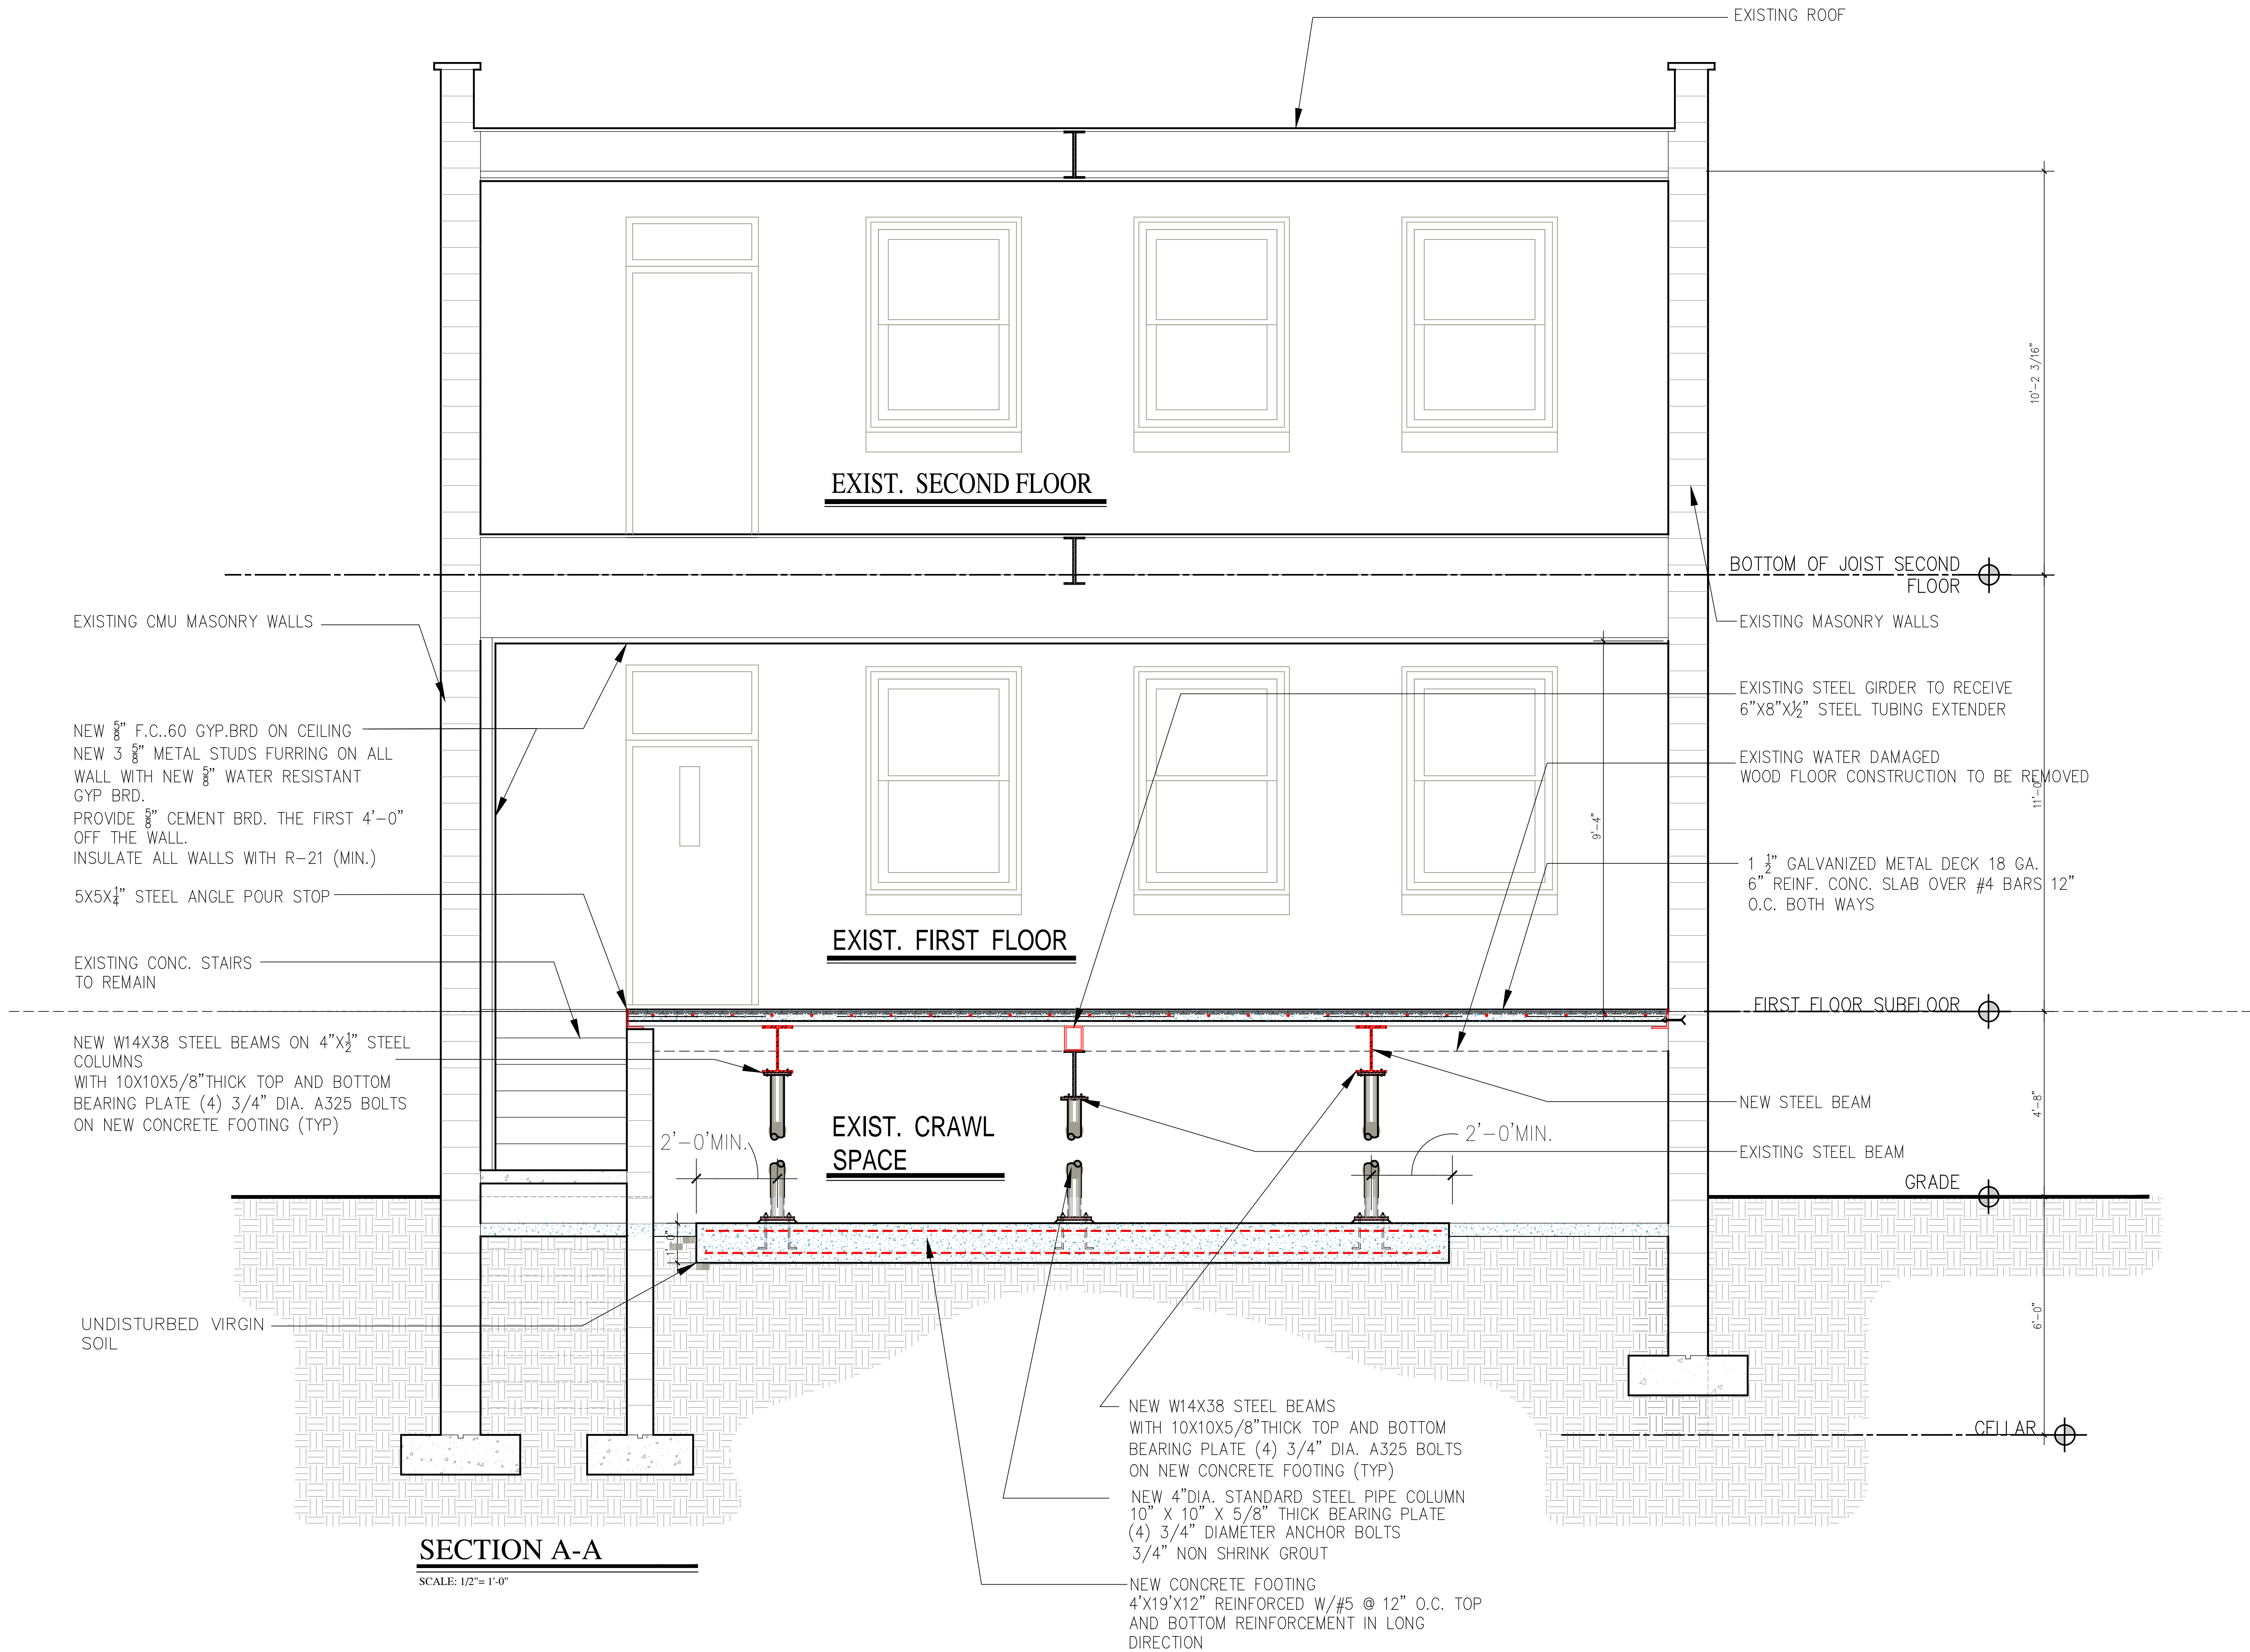 EXISTING ROOF
10'-2 3/16"
EXIST. SECOND FLOOR
BOTTOM OF JOIST SECOND
FLOOR
EXISTING CMU MASONRY WALLS
EXISTING MASONRY WALLS
EXISTING STEEL GIRDER TO RECEIVE
6"X8"X½" STEEL TUBING EXTENDER
NEW ⅝" F.C..60 GYP.BRD ON CEILING
NEW 3 ⅝" METAL STUDS FURRING ON ALL
WALL WITH NEW ⅝" WATER RESISTANT
GYP BRD.
PROVIDE ⅝" CEMENT BRD. THE FIRST 4'-0"
OFF THE WALL.
INSULATE ALL WALLS WITH R-21 (MIN.)
EXISTING WATER DAMAGED
WOOD FLOOR CONSTRUCTION TO BE REMOVED
11'-0"
9'-4"
1 ½" GALVANIZED METAL DECK 18 GA.
6" REINF. CONC. SLAB OVER #4 BARS 12"
O.C. BOTH WAYS
5X5X¼" STEEL ANGLE POUR STOP
EXIST. FIRST FLOOR
EXISTING CONC. STAIRS
TO REMAIN
FIRST FLOOR SUBFLOOR
NEW W14X38 STEEL BEAMS ON 4"X½" STEEL
COLUMNS
WITH 10X10X5/8"THICK TOP AND BOTTOM
BEARING PLATE (4) 3/4" DIA. A325 BOLTS
ON NEW CONCRETE FOOTING (TYP)
NEW STEEL BEAM
4'-8"
EXIST. CRAWL
SPACE
2'-0'MIN.
2'-0'MIN.
EXISTING STEEL BEAM
GRADE
1'-0"
UNDISTURBED VIRGIN
SOIL
6'-0"
CELLAR
NEW W14X38 STEEL BEAMS
WITH 10X10X5/8"THICK TOP AND BOTTOM
BEARING PLATE (4) 3/4" DIA. A325 BOLTS
ON NEW CONCRETE FOOTING (TYP)
NEW 4"DIA. STANDARD STEEL PIPE COLUMN
10" X 10" X 5/8" THICK BEARING PLATE
(4) 3/4" DIAMETER ANCHOR BOLTS
3/4" NON SHRINK GROUT
NEW CONCRETE FOOTING
4'X19'X12" REINFORCED W/#5 @ 12" O.C. TOP
AND BOTTOM REINFORCEMENT IN LONG
DIRECTION
SECTION A-A
SCALE: 1/2"= 1'-0"